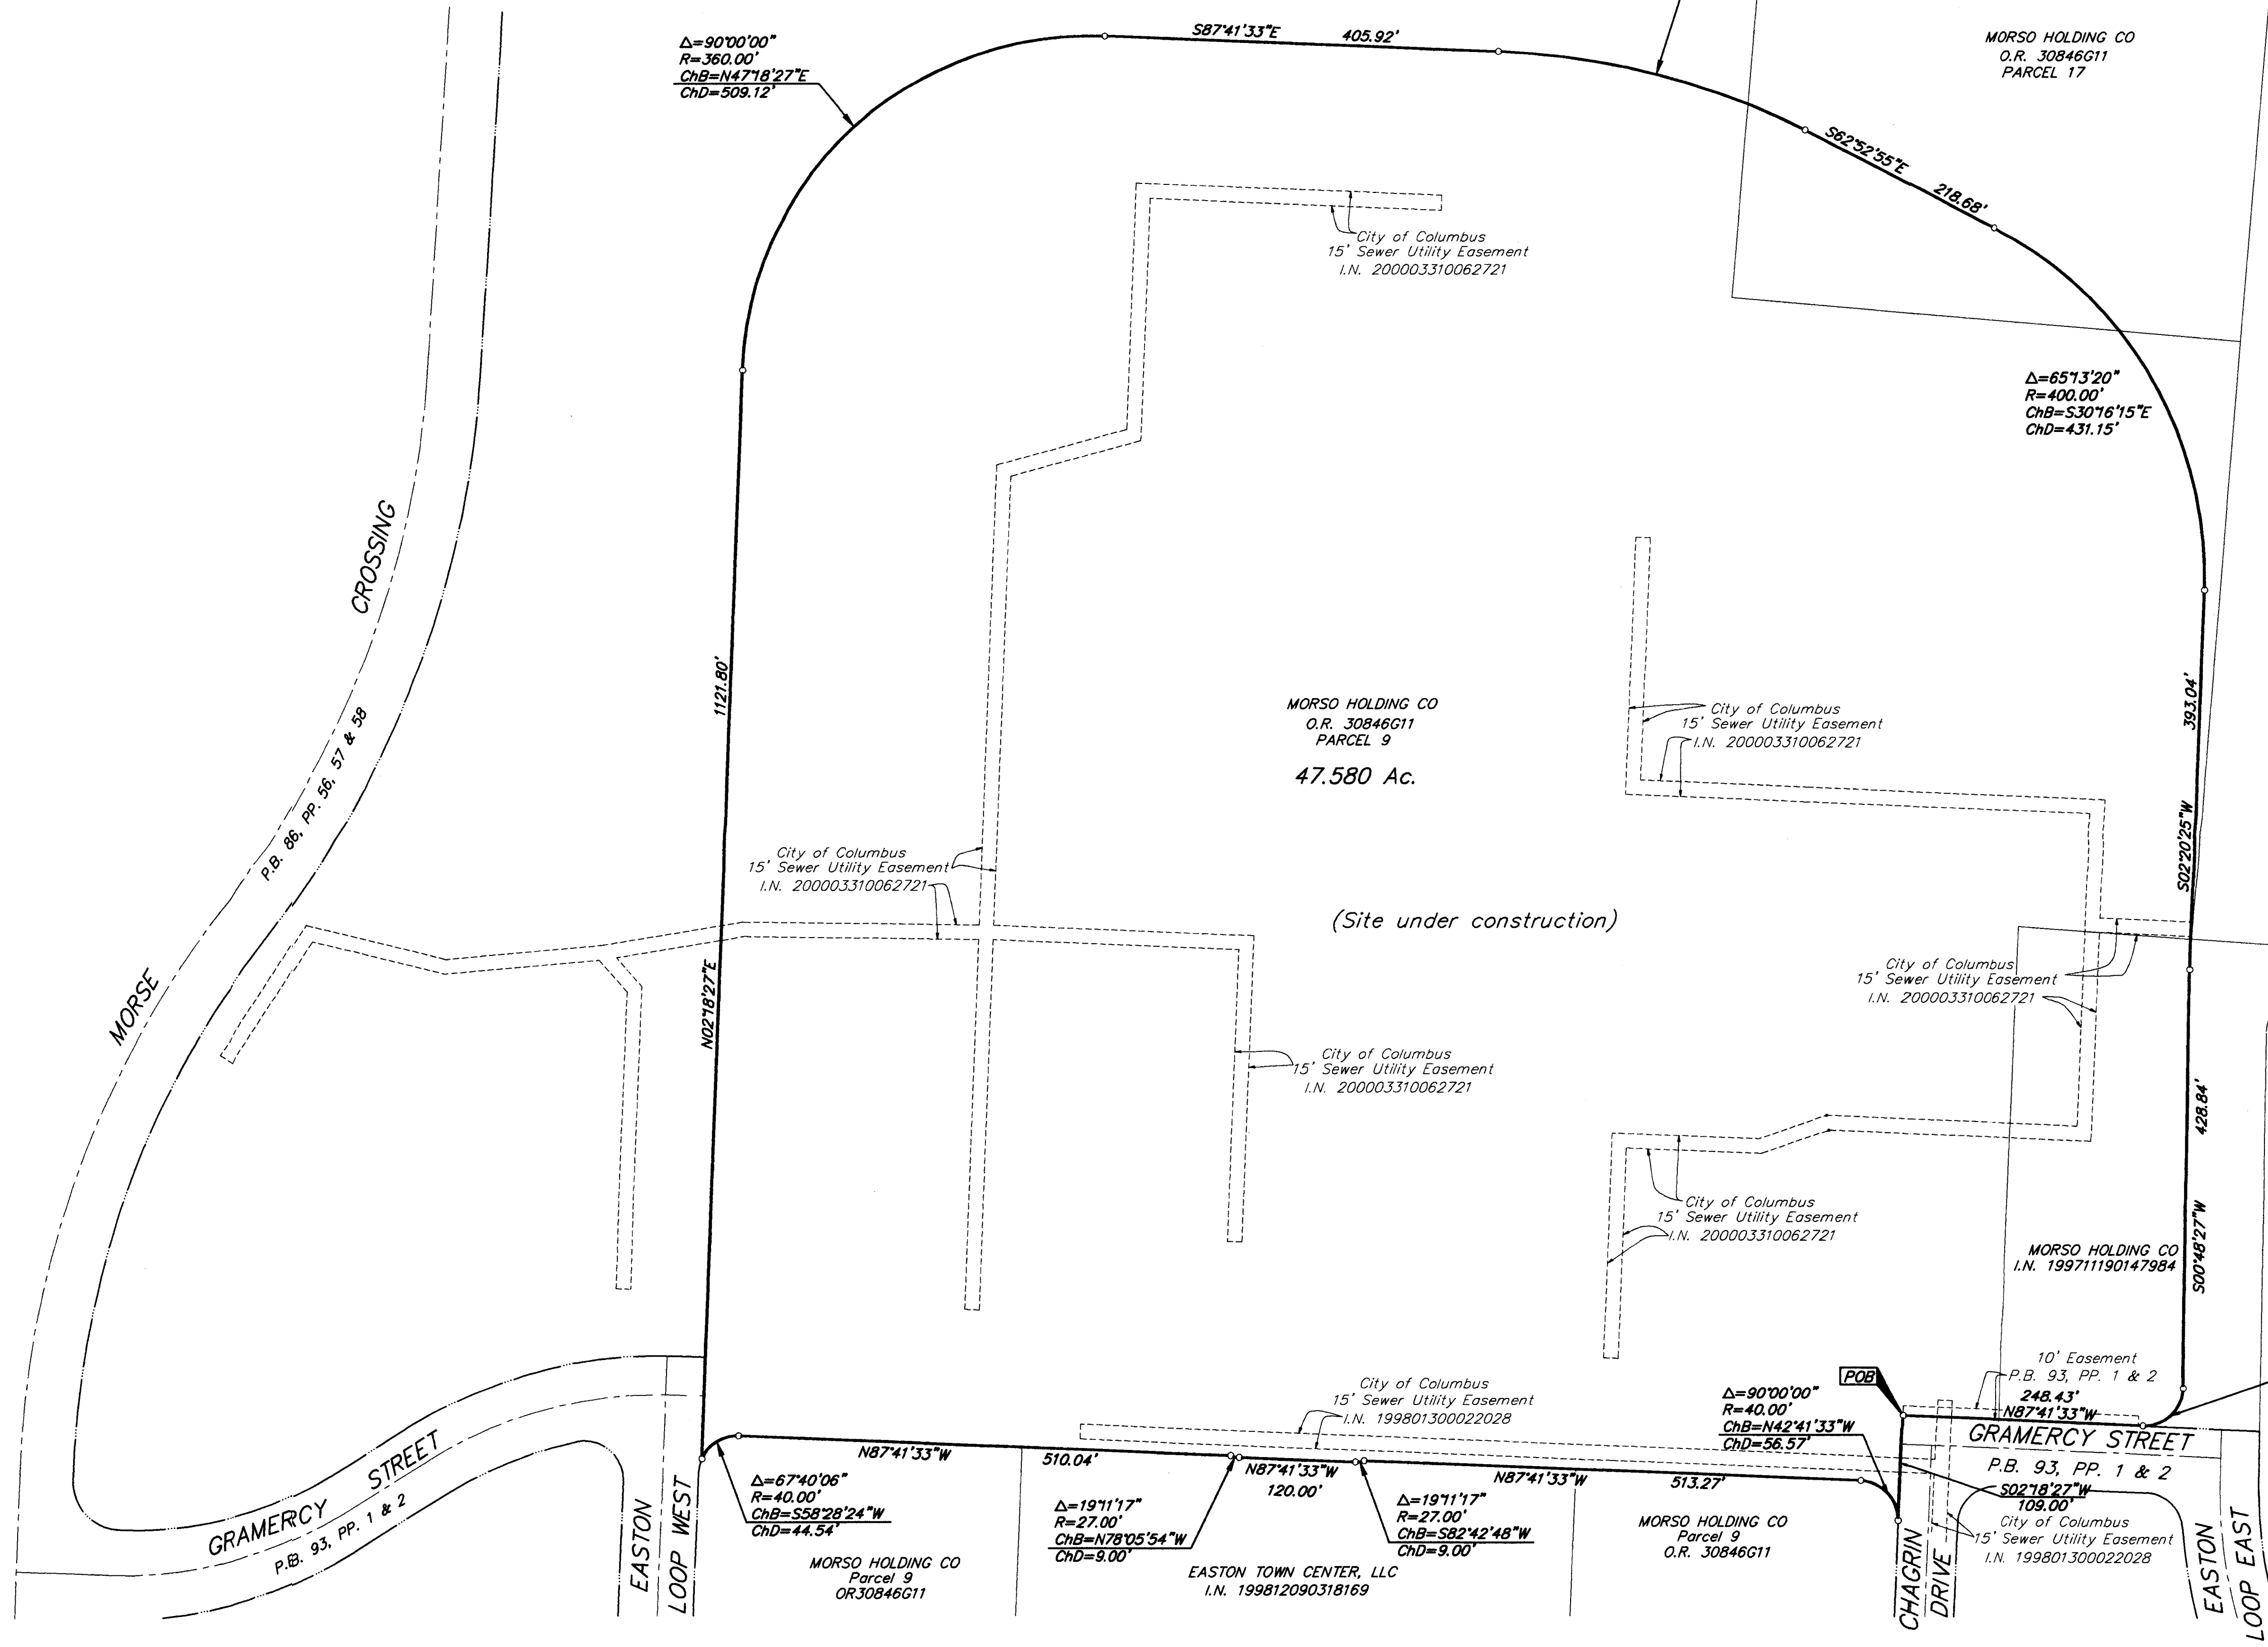 Δ=90°00'00"
R=360.00'
ChB=N47°18'27"E
ChD=509.12'
S87°41'33"E 405.92'
MORSO HOLDING CO
O.R. 30846G11
PARCEL 17
S62°52'55"E 218.68'
City of Columbus
15' Sewer Utility Easement
I.N. 200003310062721
Δ=65°13'20"
R=400.00'
ChB=S30°16'15"E
ChD=431.15'
MORSE CROSSING
P.B. 86, PP. 56, 57 & 58
N02°18'27"E 1121.80'
MORSO HOLDING CO
O.R. 30846G11
PARCEL 9
47.580 Ac.
City of Columbus
15' Sewer Utility Easement
I.N. 200003310062721
S02°20'25"W 393.04'
City of Columbus
15' Sewer Utility Easement
I.N. 200003310062721
(Site under construction)
City of Columbus
15' Sewer Utility Easement
I.N. 200003310062721
City of Columbus
15' Sewer Utility Easement
I.N. 200003310062721
S00°48'27"W 428.84'
City of Columbus
15' Sewer Utility Easement
I.N. 200003310062721
MORSO HOLDING CO
I.N. 199711190147984
10' Easement
P.B. 93, PP. 1 & 2
248.43'
N87°41'33"W
POB
City of Columbus
15' Sewer Utility Easement
I.N. 199801300022028
Δ=90°00'00"
R=40.00'
ChB=N42°41'33"W
ChD=56.57'
GRAMERCY STREET
P.B. 93, PP. 1 & 2
S02°18'27"W
109.00'
City of Columbus
15' Sewer Utility Easement
I.N. 199801300022028
GRAMERCY STREET
P.B. 93, PP. 1 & 2
EASTON
LOOP WEST
N87°41'33"W 510.04'
Δ=67°40'06"
R=40.00'
ChB=S58°28'24"W
ChD=44.54'
MORSO HOLDING CO
Parcel 9
OR30846G11
Δ=19°11'17"
R=27.00'
ChB=N78°05'54"W
ChD=9.00'
N87°41'33"W
120.00'
Δ=19°11'17"
R=27.00'
ChB=S82°42'48"W
ChD=9.00'
EASTON TOWN CENTER, LLC
I.N. 199812090318169
N87°41'33"W 513.27'
MORSO HOLDING CO
Parcel 9
O.R. 30846G11
CHAGRIN
DRIVE
EASTON
LOOP EAST